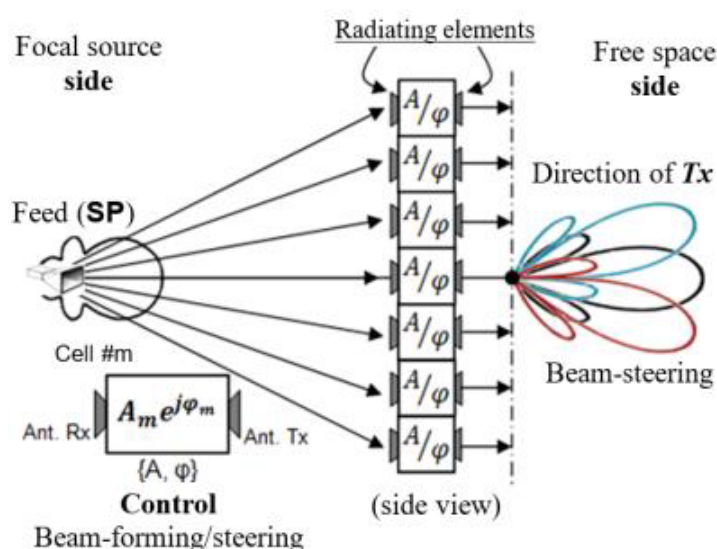 Focal source
side
Radiating elements
Free space
side
A/φ
A/φ
A/φ
A/φ
A/φ
A/φ
A/φ
Direction of Tx
Feed (SP)
Cell #m
Ant. Rx
A_m e^{jφ_m}
Ant. Tx
{A, φ}
Control
Beam-forming/steering
(side view)
Beam-steering